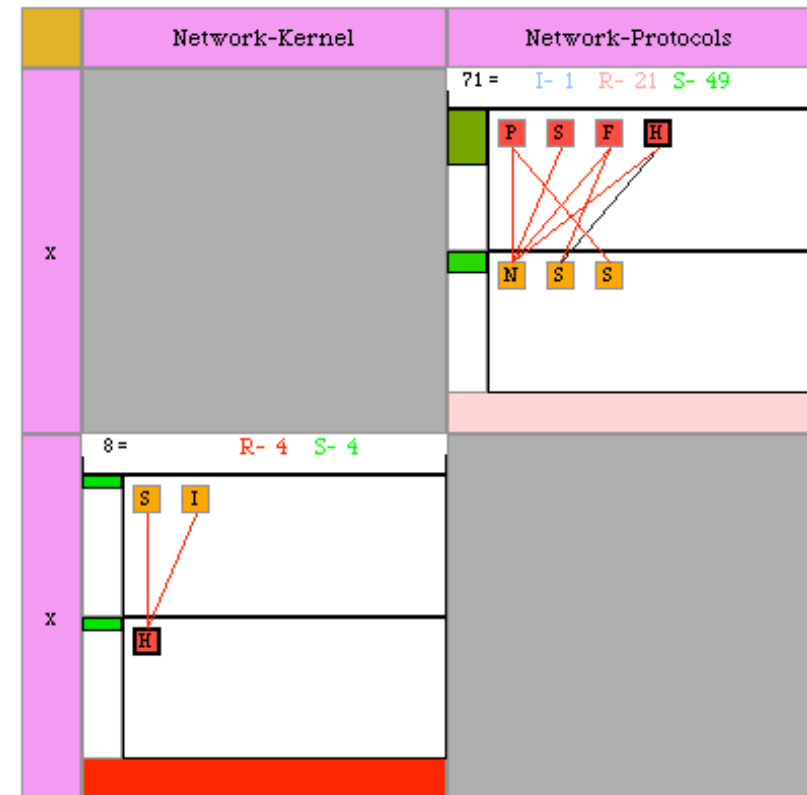 Network-Kernel Network-Protocols
71 = I- 1 R- 21 S- 49
P S F H
X
N S S
8 = R- 4 S- 4
S I
X
H